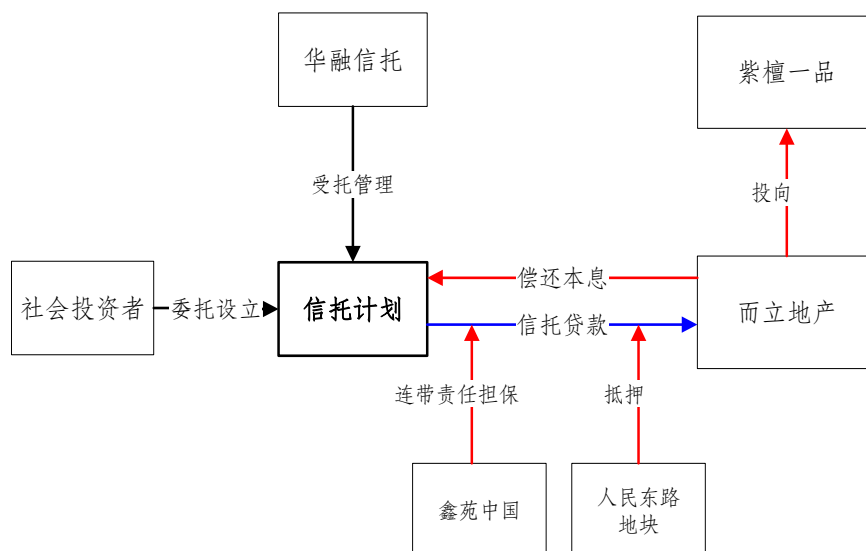 华融信托
紫檀一品
受托管理
投向
社会投资者
委托设立
信托计划
偿还本息
信托贷款
而立地产
连带责任担保
抵押
鑫苑中国
人民东路
地块